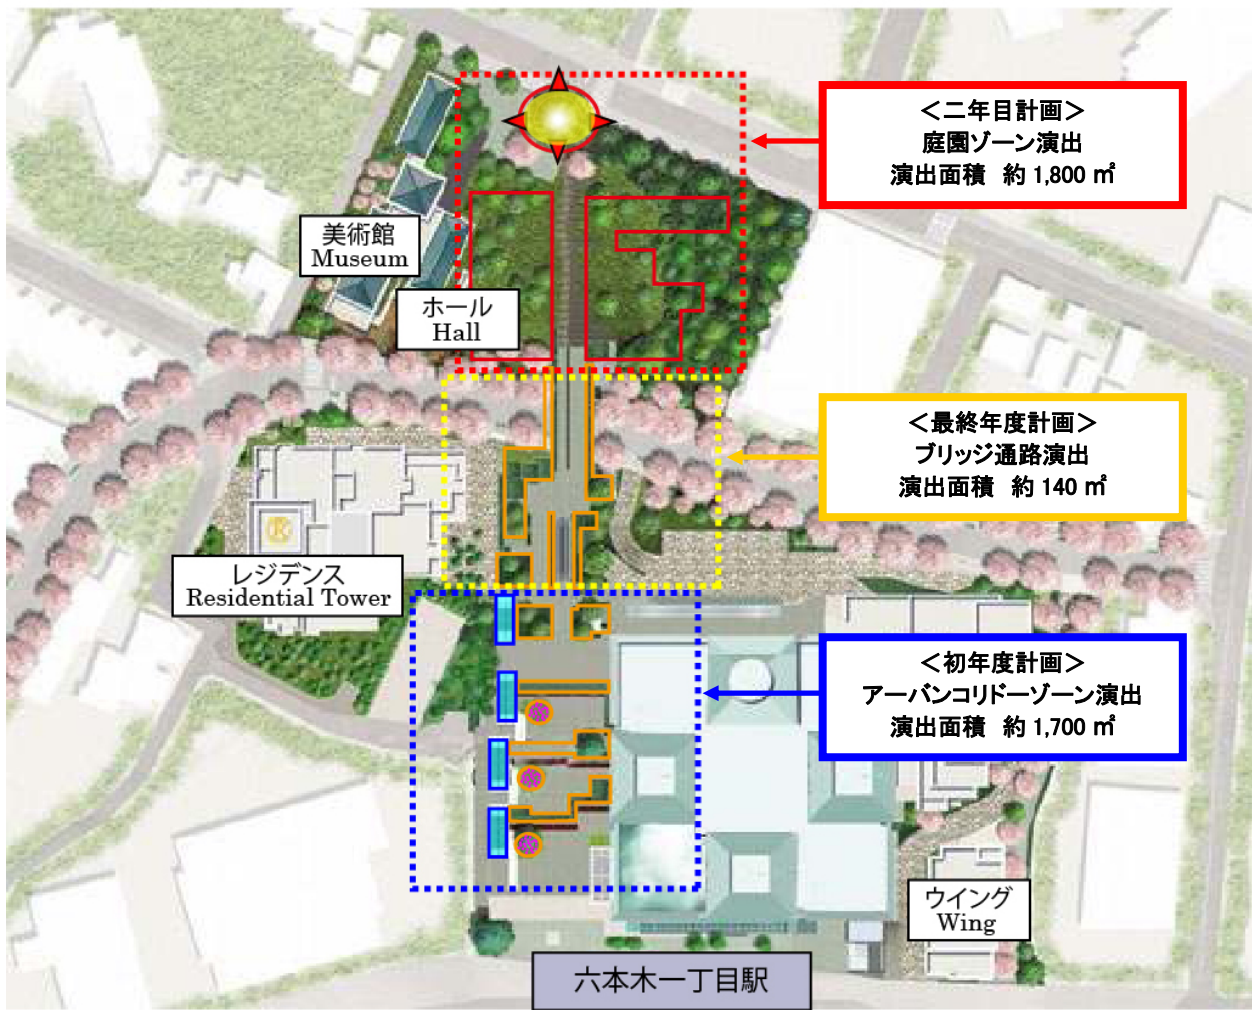 ＜二年目計画＞
庭園ゾーン演出
演出面積 約 1,800 ㎡
美術館
Museum
ホール
Hall
＜最終年度計画＞
ブリッジ通路演出
演出面積 約 140 ㎡
レジデンス
Residential Tower
＜初年度計画＞
アーバンコリドーゾーン演出
演出面積 約 1,700 ㎡
ウイング
Wing
六本木一丁目駅